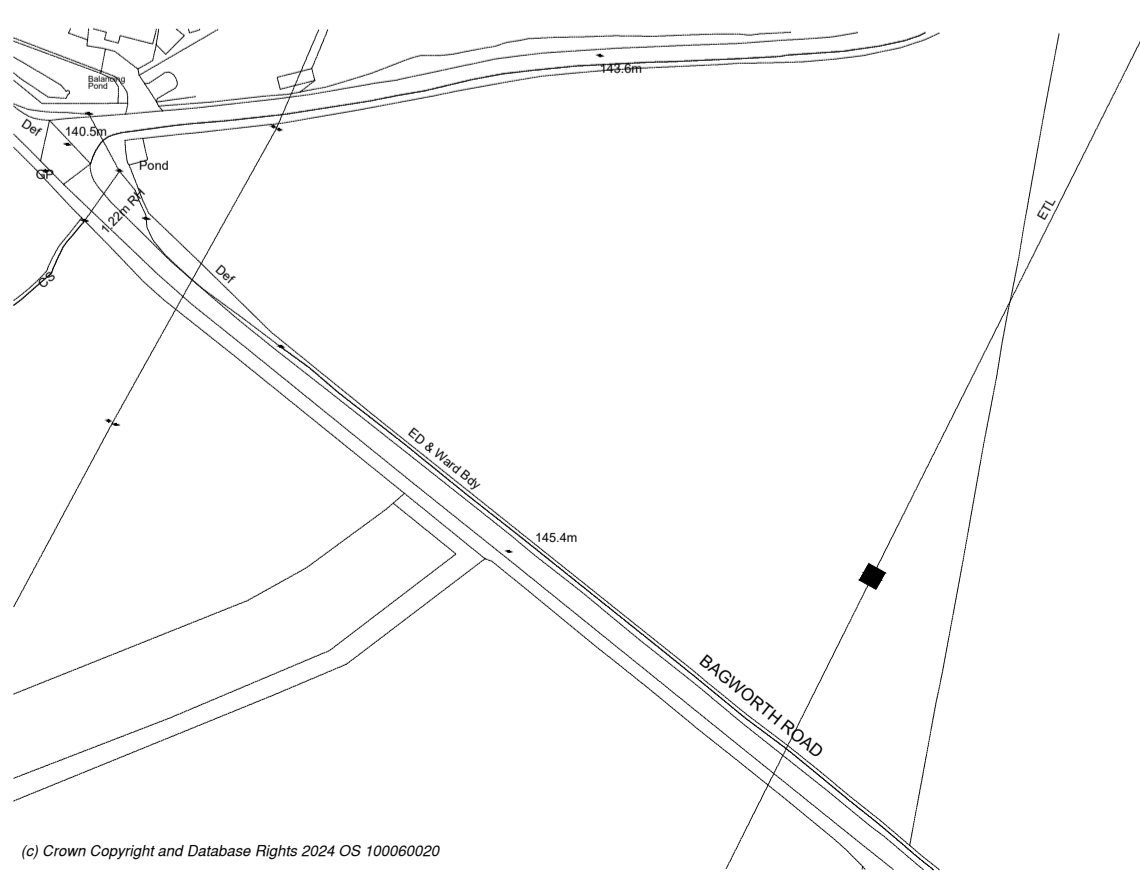 143.6m
Balancing
Pond
Def
140.5m
Pond
GP
1.22m RH
ETL
CS
Def
ED & Ward Bdy
145.4m
BAGWORTH ROAD
(c) Crown Copyright and Database Rights 2024 OS 100060020